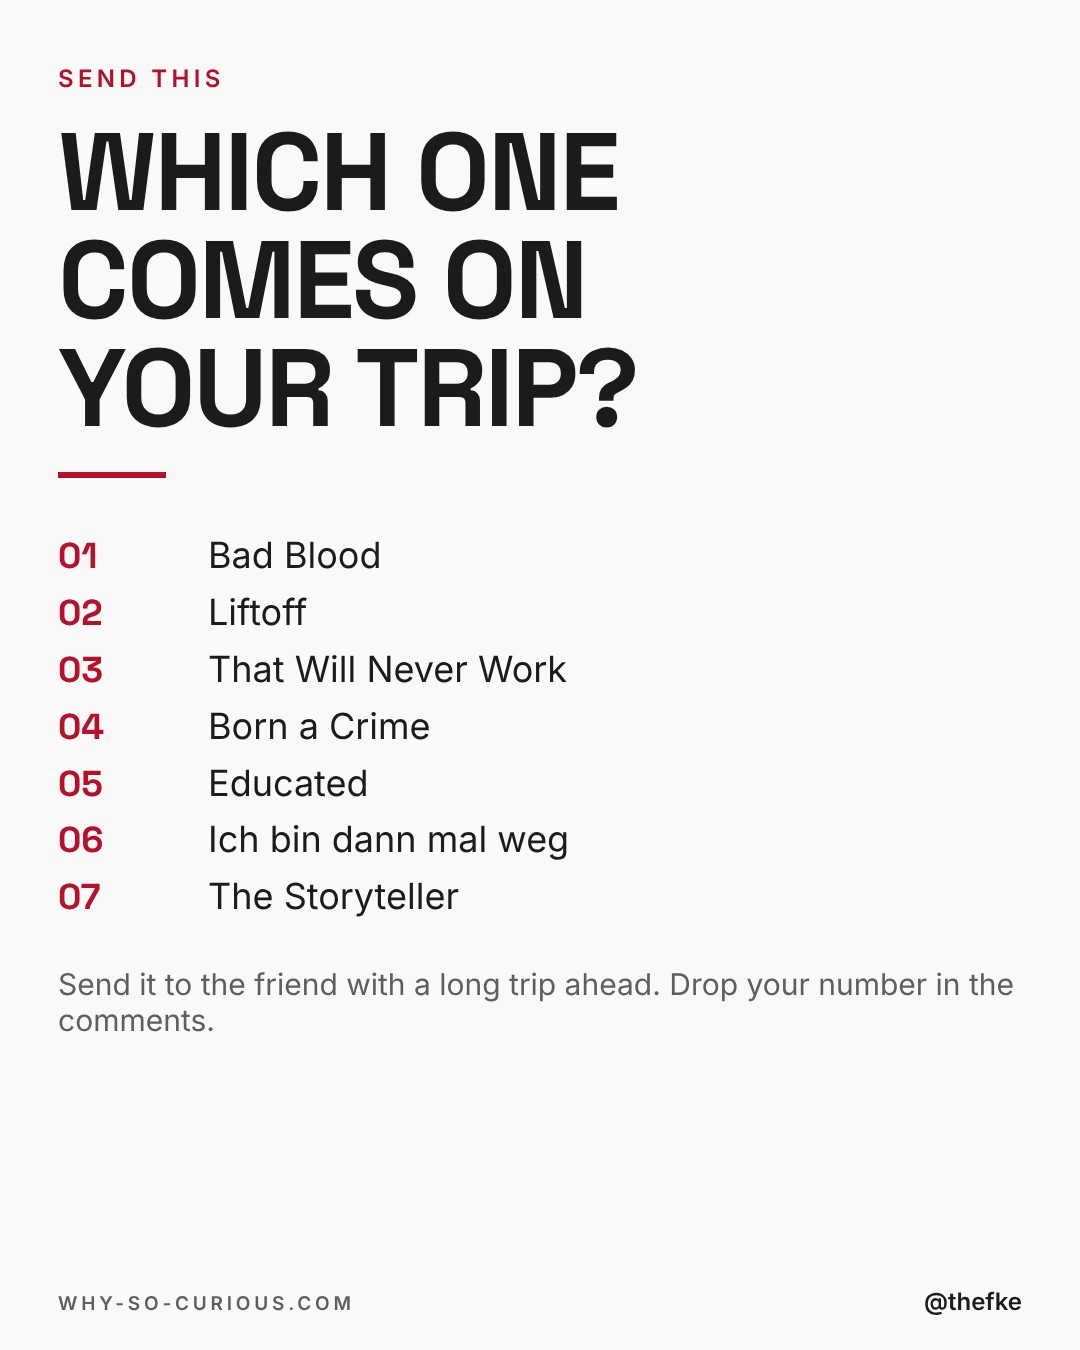 SEND THIS
WHICH ONE
COMES ON
YOUR TRIP?
01 Bad Blood
02 Liftoff
03 That Will Never Work
04 Born a Crime
05 Educated
06 Ich bin dann mal weg
07 The Storyteller
Send it to the friend with a long trip ahead. Drop your number in the
comments.
WHY-SO-CURIOUS.COM @thefke